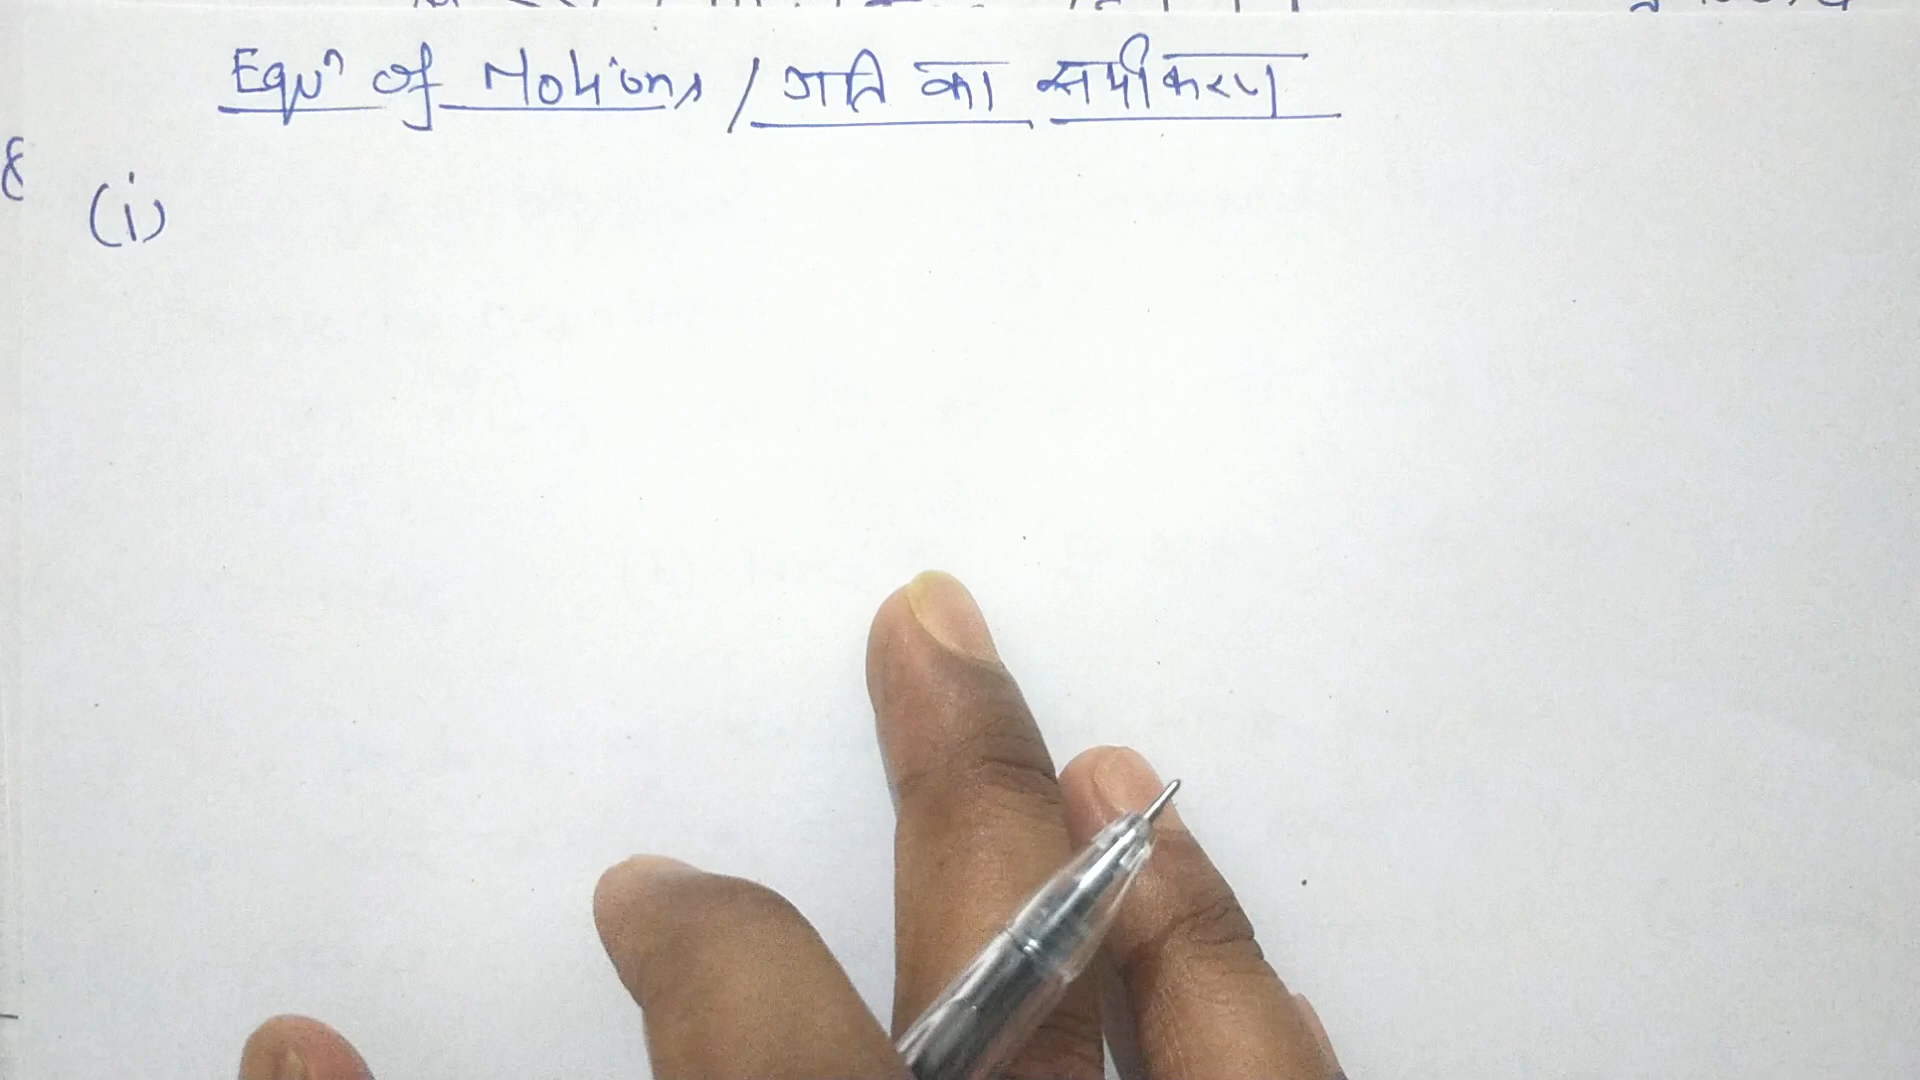 Equⁿ of Motions / गति का समीकरण
(i)